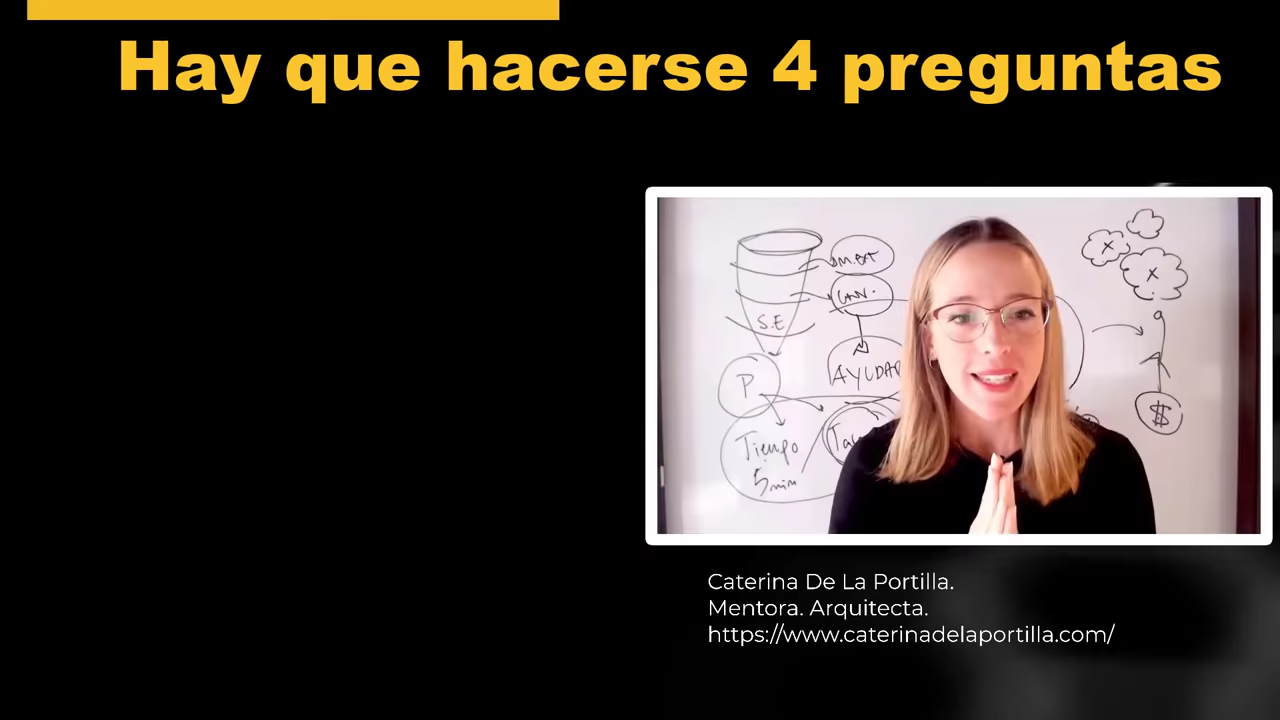 Hay que hacerse 4 preguntas
S.E
P
AYUDAR
Tiempo
5min
X
X
$
Caterina De La Portilla.
Mentora. Arquitecta.
https://www.caterinadelaportilla.com/